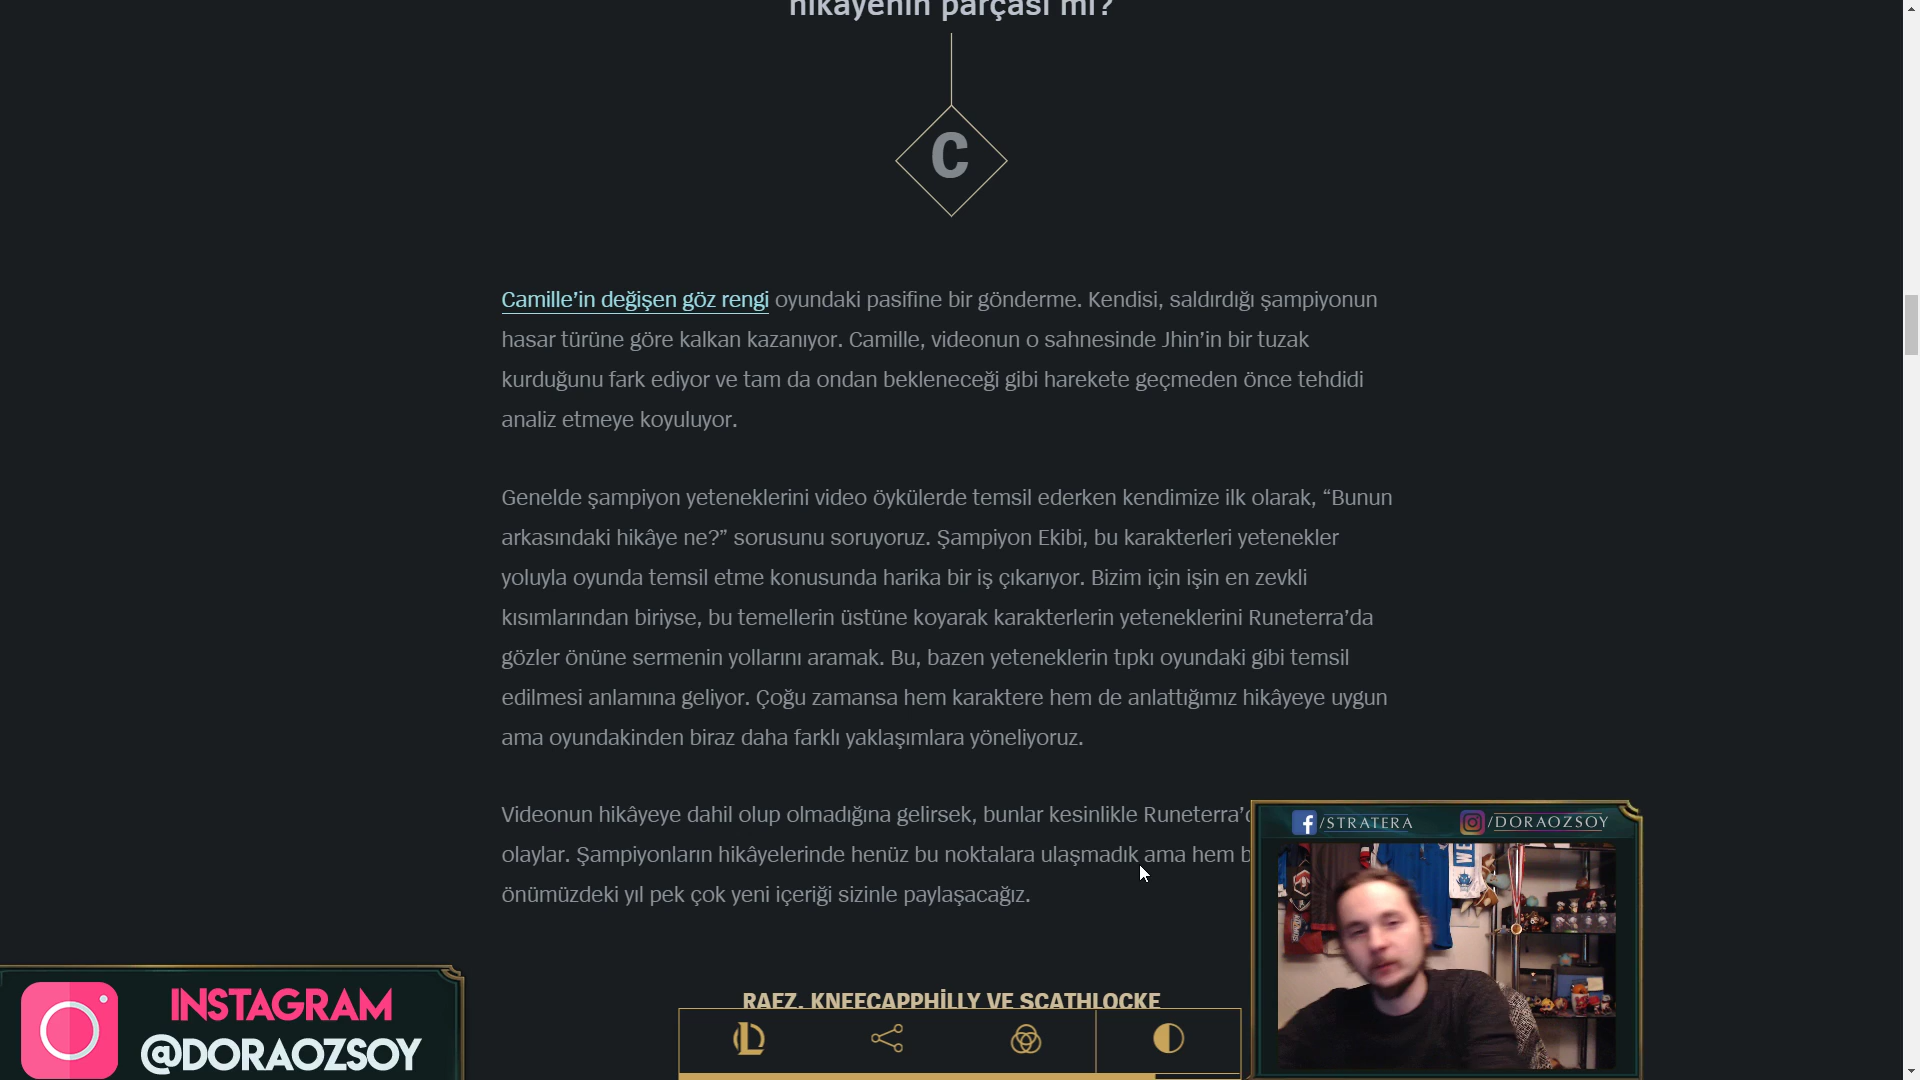 hikâyenin parçası mı?
C
Camille’in değişen göz rengi oyundaki pasifine bir gönderme. Kendisi, saldırdığı şampiyonun
hasar türüne göre kalkan kazanıyor. Camille, videonun o sahnesinde Jhin’in bir tuzak
kurduğunu fark ediyor ve tam da ondan bekleneceği gibi harekete geçmeden önce tehdidi
analiz etmeye koyuluyor.
Genelde şampiyon yeteneklerini video öykülerde temsil ederken kendimize ilk olarak, “Bunun
arkasındaki hikâye ne?” sorusunu soruyoruz. Şampiyon Ekibi, bu karakterleri yetenekler
yoluyla oyunda temsil etme konusunda harika bir iş çıkarıyor. Bizim için işin en zevkli
kısımlarından biriyse, bu temellerin üstüne koyarak karakterlerin yeteneklerini Runeterra’da
gözler önüne sermenin yollarını aramak. Bu, bazen yeteneklerin tıpkı oyundaki gibi temsil
edilmesi anlamına geliyor. Çoğu zamansa hem karaktere hem de anlattığımız hikâyeye uygun
ama oyundakinden biraz daha farklı yaklaşımlara yöneliyoruz.
Videonun hikâyeye dahil olup olmadığına gelirsek, bunlar kesinlikle
olaylar. Şampiyonların hikâyelerinde henüz bu noktalara ulaşmadık ama hem
önümüzdeki yıl pek çok yeni içeriği sizinle paylaşacağız.
RAEZ, KNEECAPPHİLLY VE SCATHLOCKE
/STRATERA
/DORAOZSOY
INSTAGRAM
@DORAOZSOY